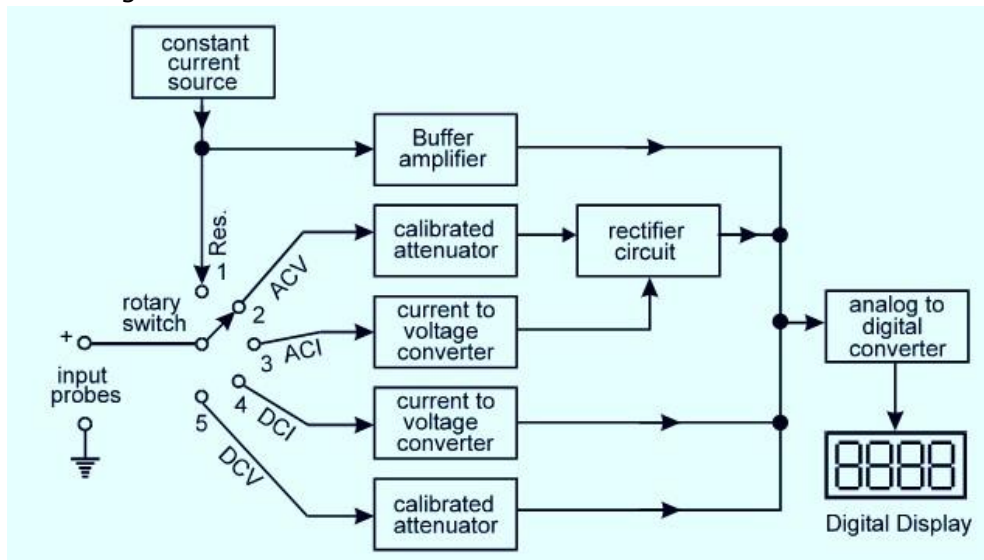 constant
current
source
Buffer
amplifier
Res.
1
calibrated
attenuator
rectifier
circuit
ACV
2
rotary
switch
+
input
probes
current to
voltage
converter
3 ACI
analog to
digital
converter
4
DCI
current to
voltage
converter
5
DCV
calibrated
attenuator
8888
Digital Display